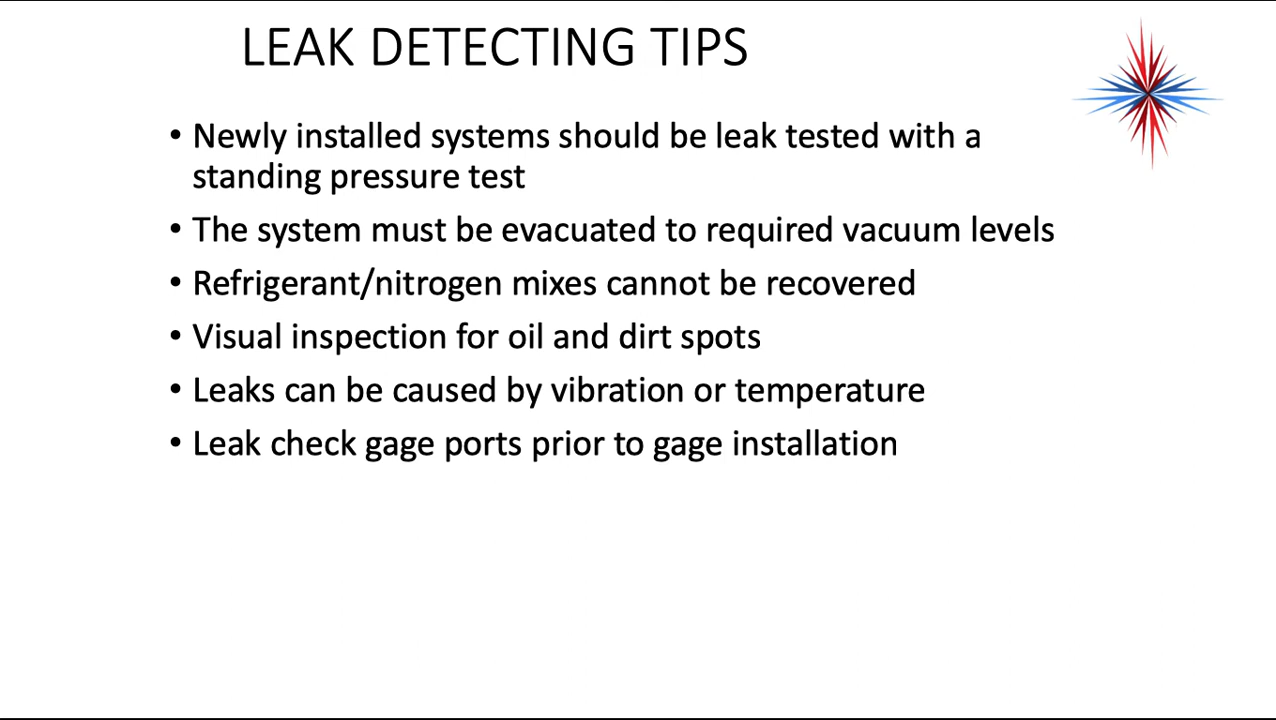 LEAK DETECTING TIPS
• Newly installed systems should be leak tested with a
standing pressure test
• The system must be evacuated to required vacuum levels
• Refrigerant/nitrogen mixes cannot be recovered
• Visual inspection for oil and dirt spots
• Leaks can be caused by vibration or temperature
• Leak check gage ports prior to gage installation